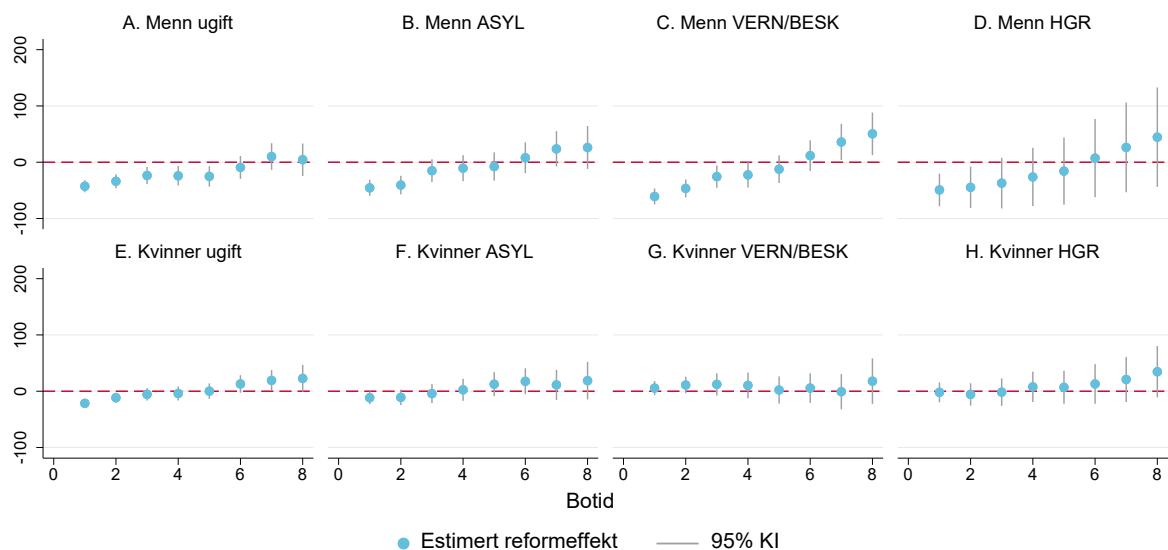 A. Menn ugift B. Menn ASYL C. Menn VERN/BESK D. Menn HGR
200
100
0
-100
E. Kvinner ugift F. Kvinner ASYL G. Kvinner VERN/BESK H. Kvinner HGR
200
100
0
-100
0 2 4 6 8 0 2 4 6 8 0 2 4 6 8 0 2 4 6 8
Botid
Estimert reformeffekt 95% KI